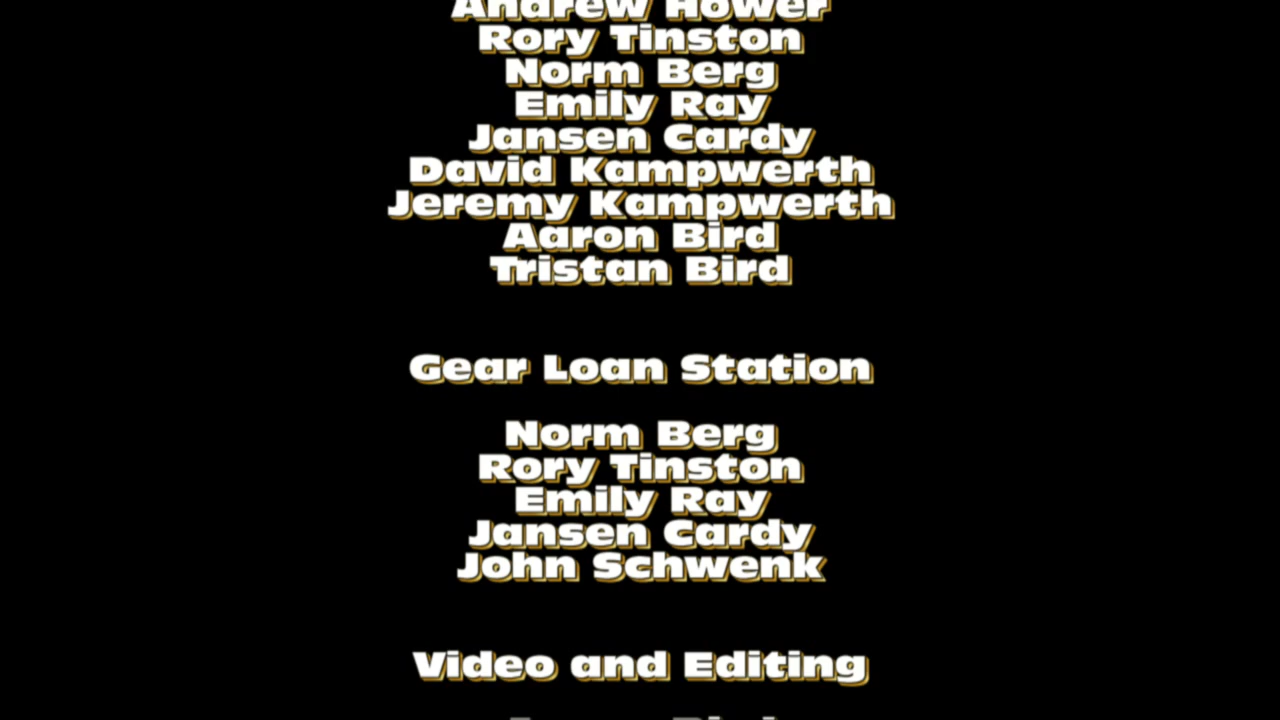 Andrew Hower
Rory Tinston
Norm Berg
Emily Ray
Jansen Cardy
David Kampwerth
Jeremy Kampwerth
Aaron Bird
Tristan Bird
Gear Loan Station
Norm Berg
Rory Tinston
Emily Ray
Jansen Cardy
John Schwenk
Video and Editing